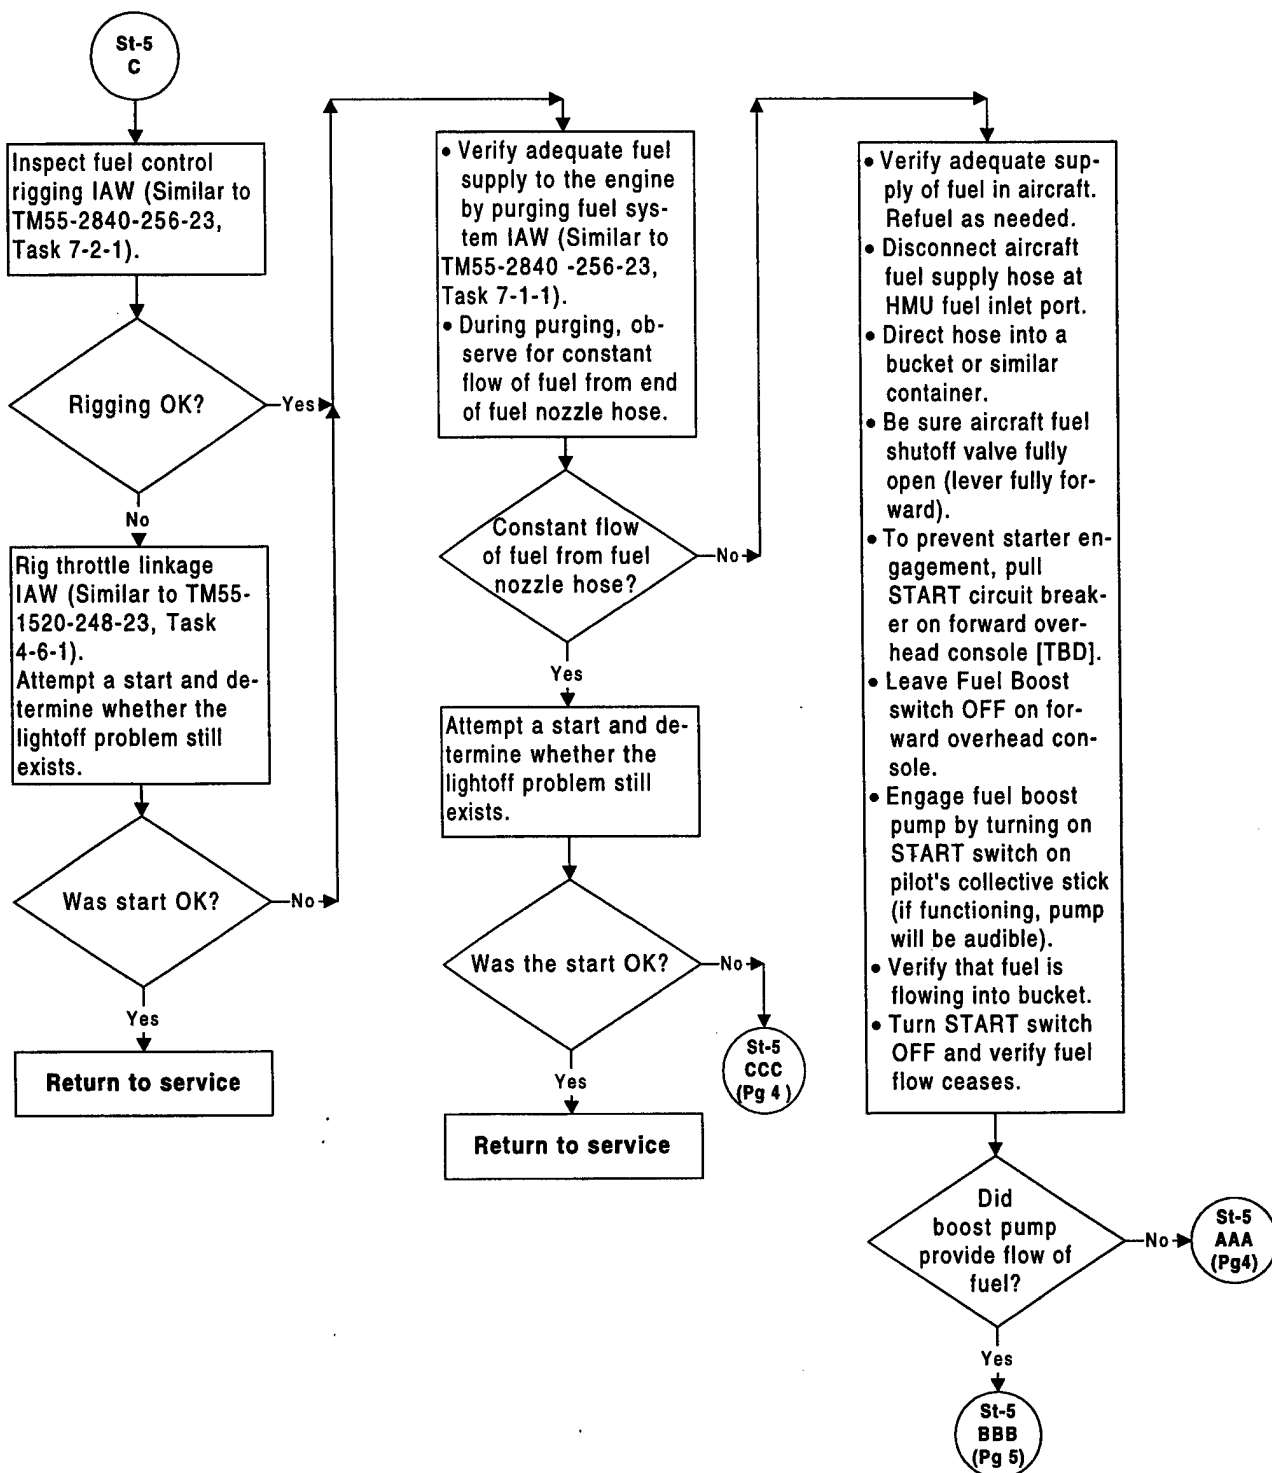 St-5
C
Inspect fuel control
rigging IAW (Similar to
TM55-2840-256-23,
Task 7-2-1).
Rigging OK?
Yes
No
Rig throttle linkage
IAW (Similar to TM55-
1520-248-23, Task
4-6-1).
Attempt a start and de-
termine whether the
lightoff problem still
exists.
Was start OK?
No
Yes
Return to service
• Verify adequate fuel
supply to the engine
by purging fuel sys-
tem IAW (Similar to
TM55-2840 -256-23,
Task 7-1-1).
• During purging, ob-
serve for constant
flow of fuel from end
of fuel nozzle hose.
Constant flow
of fuel from fuel
nozzle hose?
No
Yes
Attempt a start and de-
termine whether the
lightoff problem still
exists.
Was the start OK?
No
St-5
CCC
(Pg 4 )
Yes
Return to service
• Verify adequate sup-
ply of fuel in aircraft.
Refuel as needed.
• Disconnect aircraft
fuel supply hose at
HMU fuel inlet port.
• Direct hose into a
bucket or similar
container.
• Be sure aircraft fuel
shutoff valve fully
open (lever fully for-
ward).
• To prevent starter en-
gagement, pull
START circuit break-
er on forward over-
head console [TBD].
• Leave Fuel Boost
switch OFF on for-
ward overhead con-
sole.
• Engage fuel boost
pump by turning on
START switch on
pilot's collective stick
(if functioning, pump
will be audible).
• Verify that fuel is
flowing into bucket.
• Turn START switch
OFF and verify fuel
flow ceases.
Did
boost pump
provide flow of
fuel?
No
St-5
AAA
(Pg4)
Yes
St-5
BBB
(Pg 5)